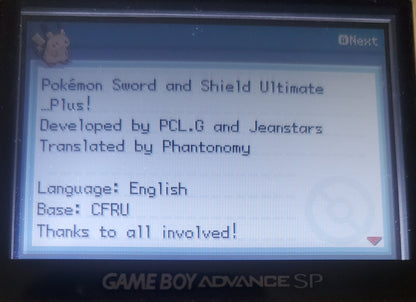 Next
Pokémon Sword and Shield Ultimate
…Plus!
Developed by PCL.G and Jeanstars
Translated by Phantonomy
Language: English
Base: CFRU
Thanks to all involved!
GAME BOY ADVANCE SP